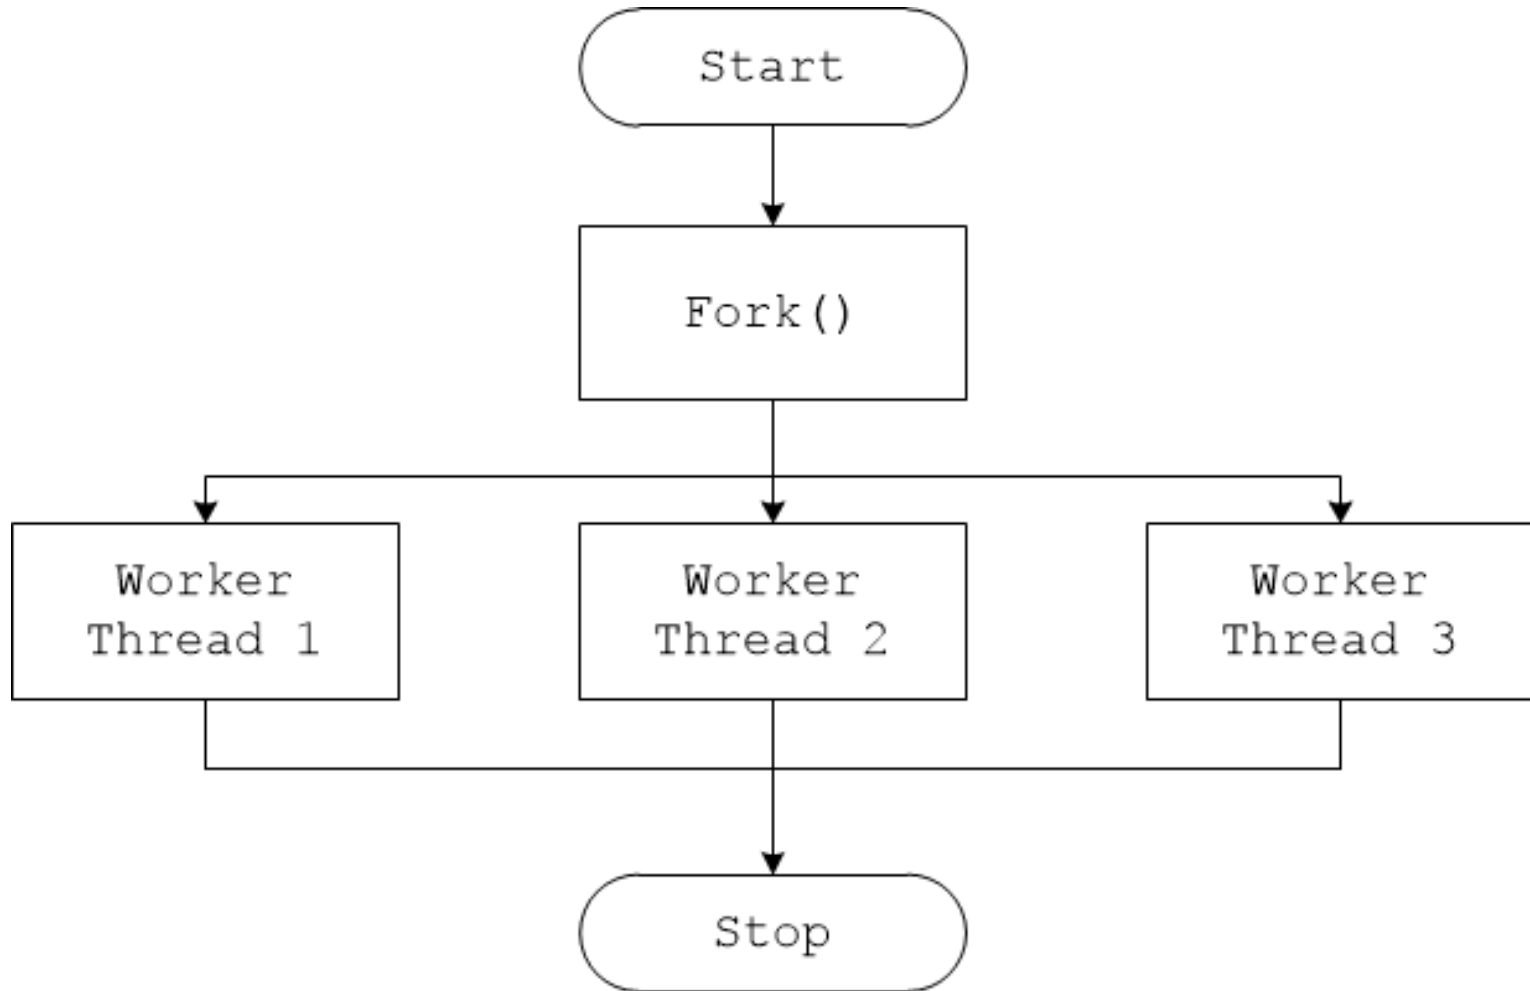 Start
Fork()
Worker
Thread 1
Worker
Thread 2
Worker
Thread 3
Stop